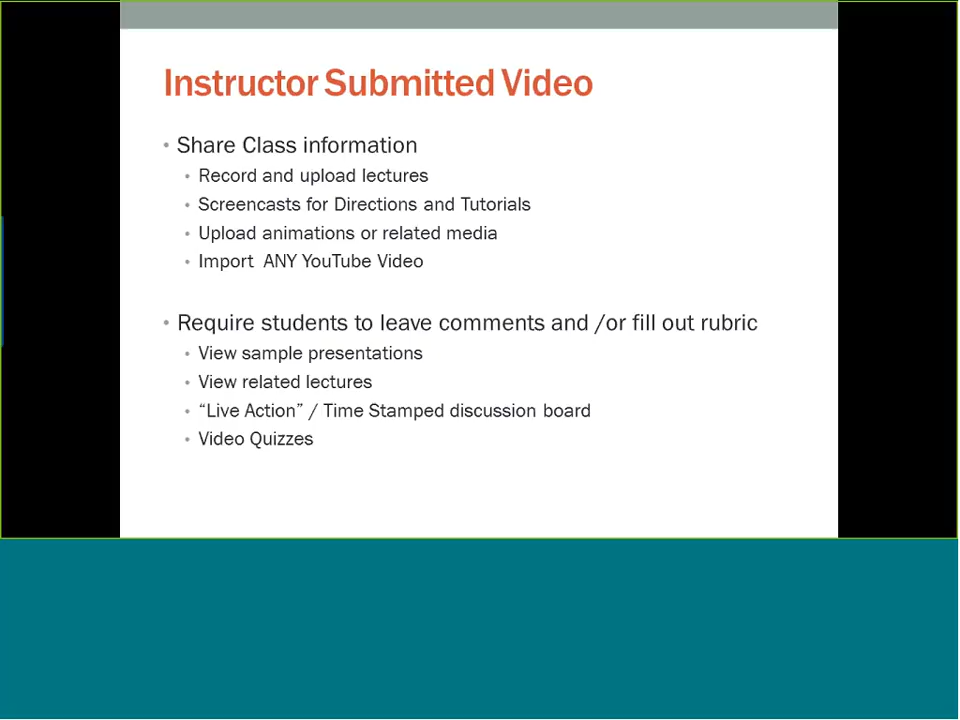 Instructor Submitted Video
• Share Class information
• Record and upload lectures
• Screencasts for Directions and Tutorials
• Upload animations or related media
• Import ANY YouTube Video
• Require students to leave comments and /or fill out rubric
• View sample presentations
• View related lectures
• “Live Action” / Time Stamped discussion board
• Video Quizzes